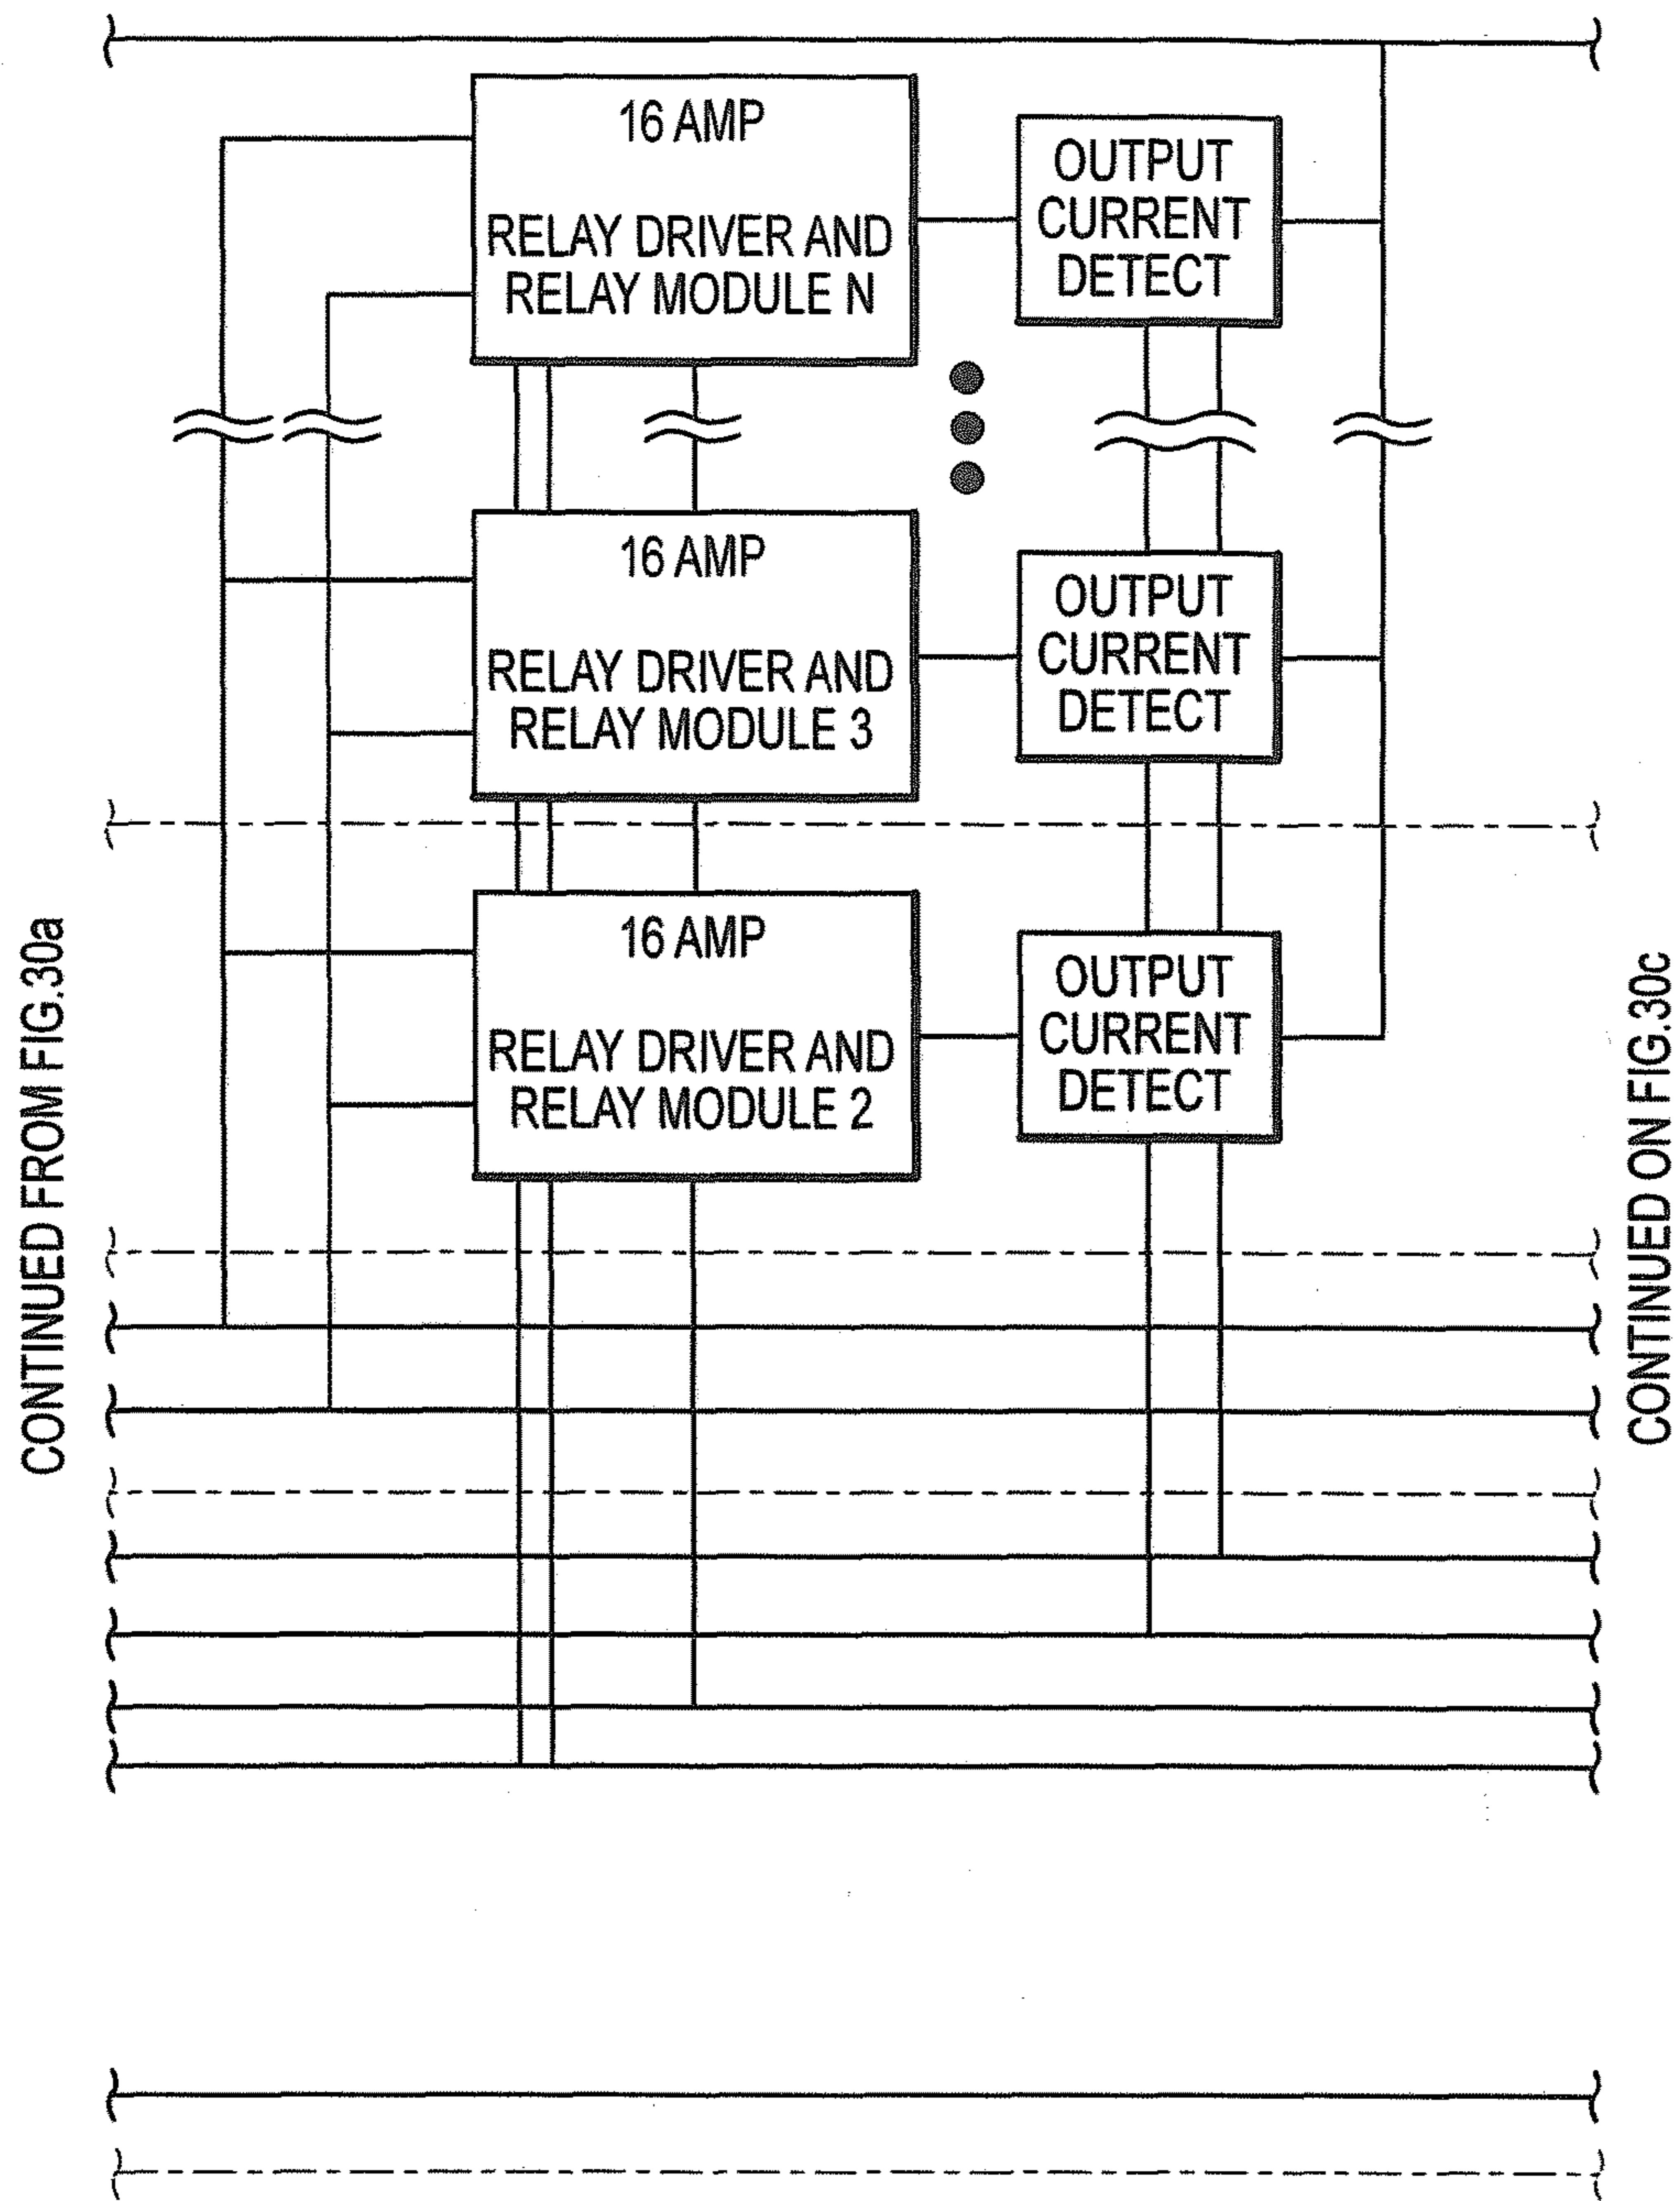 16 AMP
RELAY DRIVER AND
RELAY MODULE N
OUTPUT
CURRENT
DETECT
16 AMP
RELAY DRIVER AND
RELAY MODULE 3
OUTPUT
CURRENT
DETECT
16 AMP
RELAY DRIVER AND
RELAY MODULE 2
OUTPUT
CURRENT
DETECT
CONTINUED FROM FIG.30a
CONTINUED ON FIG.30c